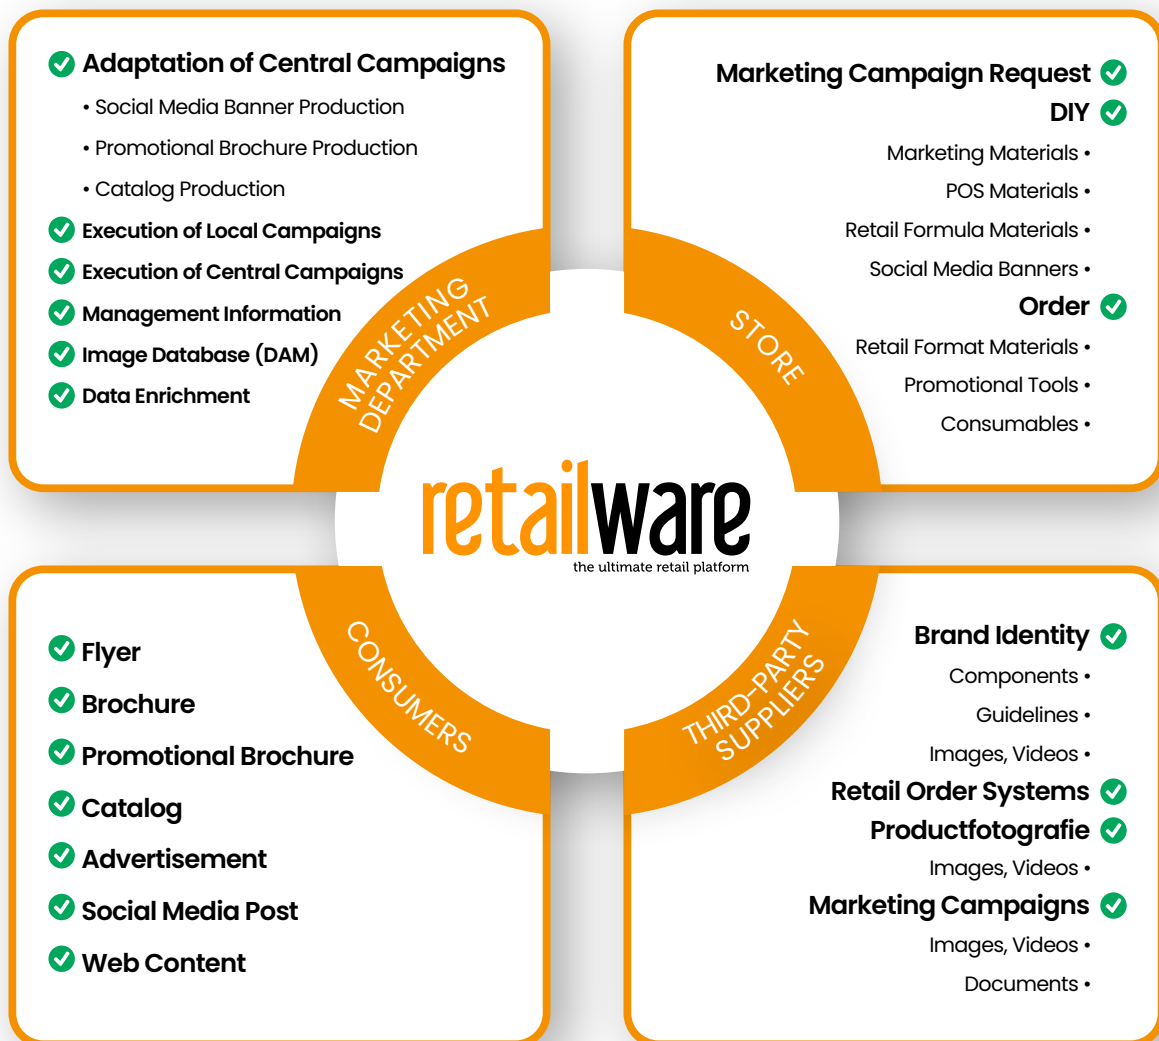 Adaptation of Central Campaigns
• Social Media Banner Production
• Promotional Brochure Production
• Catalog Production
Execution of Local Campaigns
Execution of Central Campaigns
Management Information
Image Database (DAM)
Data Enrichment
MARKETING
DEPARTMENT
Marketing Campaign Request
DIY
Marketing Materials •
POS Materials •
Retail Formula Materials •
Social Media Banners •
Order
Retail Format Materials •
Promotional Tools •
Consumables •
STORE
retailware
the ultimate retail platform
Flyer
Brochure
Promotional Brochure
Catalog
Advertisement
Social Media Post
Web Content
CONSUMERS
Brand Identity
Components •
Guidelines •
Images, Videos •
Retail Order Systems
Productfotografie
Images, Videos •
Marketing Campaigns
Images, Videos •
Documents •
THIRD-PARTY
SUPPLIERS